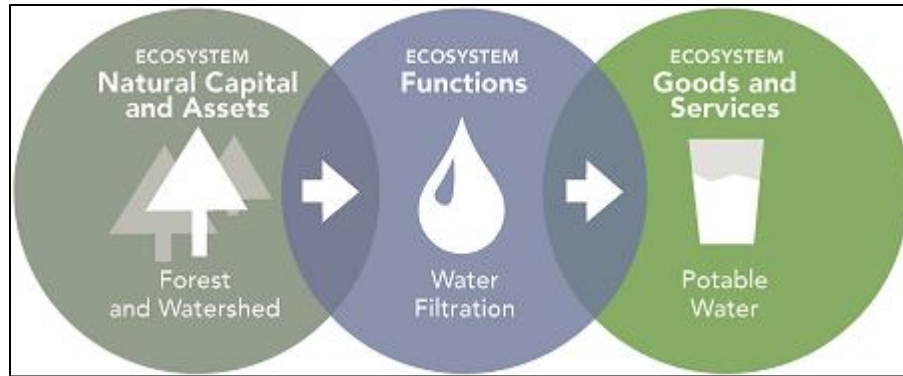 ECOSYSTEM
Natural Capital
and Assets
Forest
and Watershed
ECOSYSTEM
Functions
Water
Filtration
ECOSYSTEM
Goods and
Services
Potable
Water